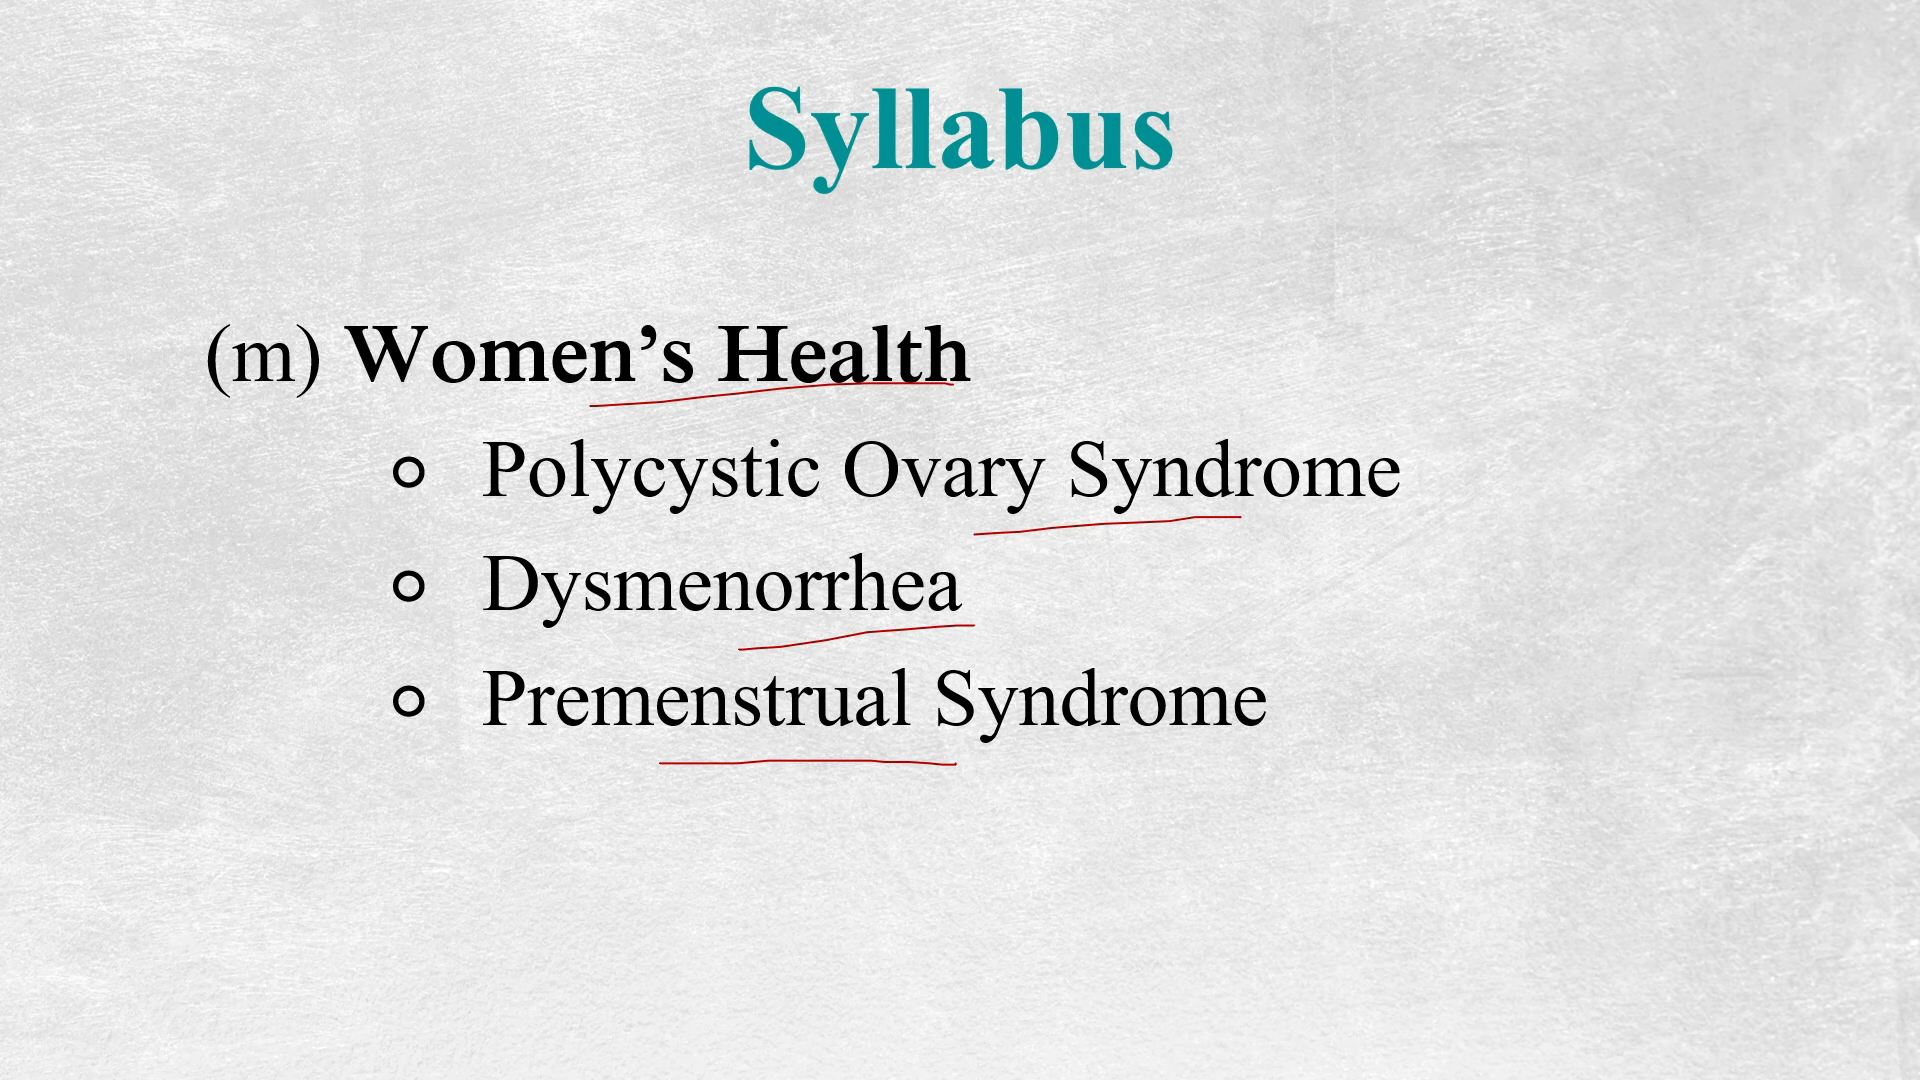 Syllabus
(m) Women’s Health
Polycystic Ovary Syndrome
Dysmenorrhea
Premenstrual Syndrome